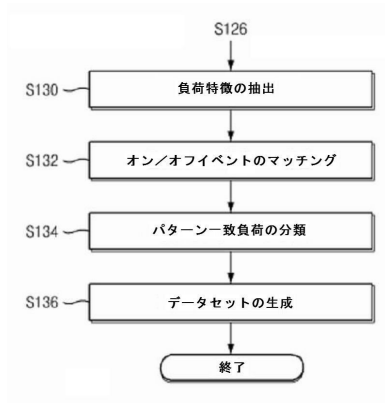 S126
S130 負荷特徴の抽出
S132 オン/オフイベントのマッチング
S134 パターン一致負荷の分類
S136 データセットの生成
終了